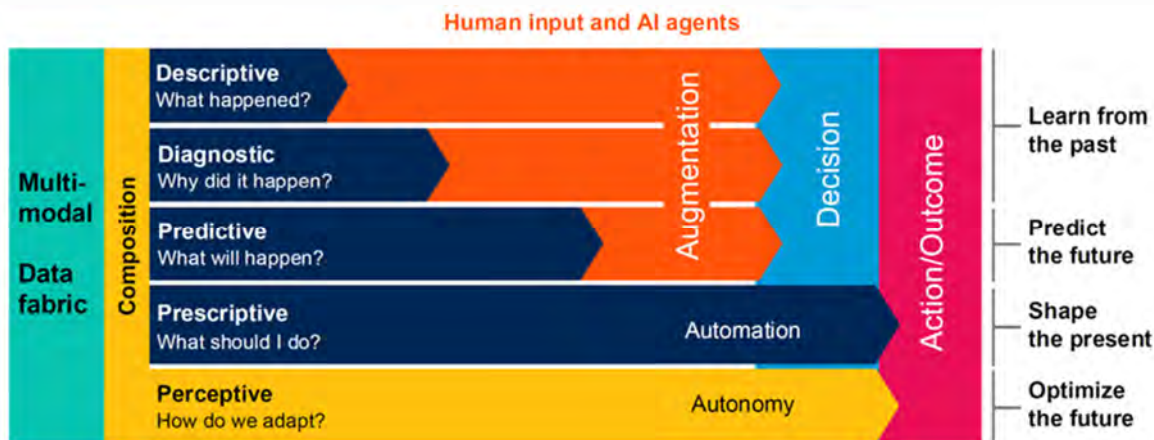 Human input and AI agents
Multi-
modal
Data
fabric
Composition
Descriptive
What happened?
Diagnostic
Why did it happen?
Predictive
What will happen?
Prescriptive
What should I do?
Perceptive
How do we adapt?
Augmentation
Automation
Autonomy
Decision
Action/Outcome
Learn from
the past
Predict
the future
Shape
the present
Optimize
the future